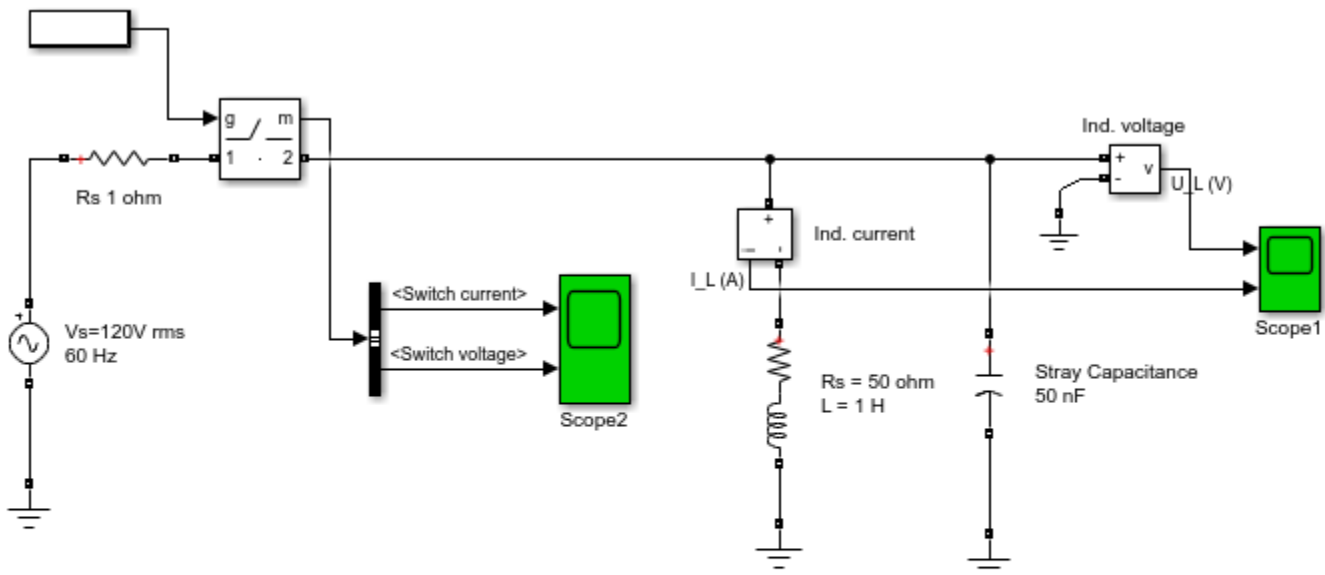 g
m
1
2
Rs 1 ohm
Ind. voltage
+
-
v
U_L (V)
+
Ind. current
I_L (A)
<Switch current>
<Switch voltage>
Scope2
Scope1
+
Vs=120V rms
60 Hz
Rs = 50 ohm
L = 1 H
Stray Capacitance
50 nF